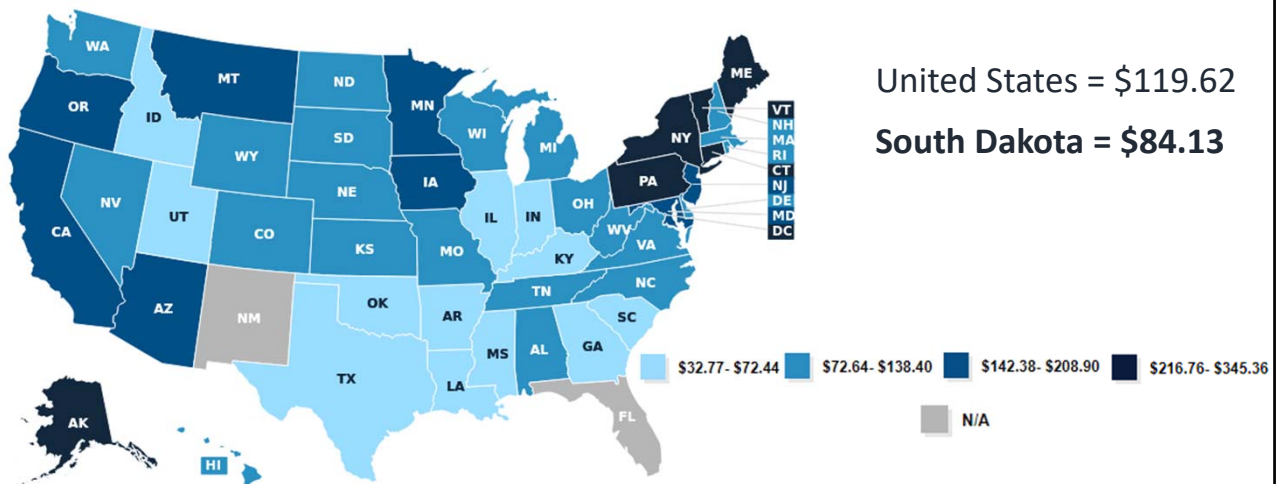 WA
MT
ND
MN
ME
OR
ID
SD
WI
MI
NY
VT
NH
MA
RI
CT
NJ
DE
MD
DC
WY
IA
PA
NE
NV
UT
CO
IL
IN
OH
WV
VA
CA
KS
MO
KY
AZ
NM
OK
AR
TN
NC
SC
MS
AL
GA
TX
LA
FL
AK
HI
United States = $119.62
South Dakota = $84.13
$32.77- $72.44
$72.64- $138.40
$142.38- $208.90
$216.76- $345.36
N/A